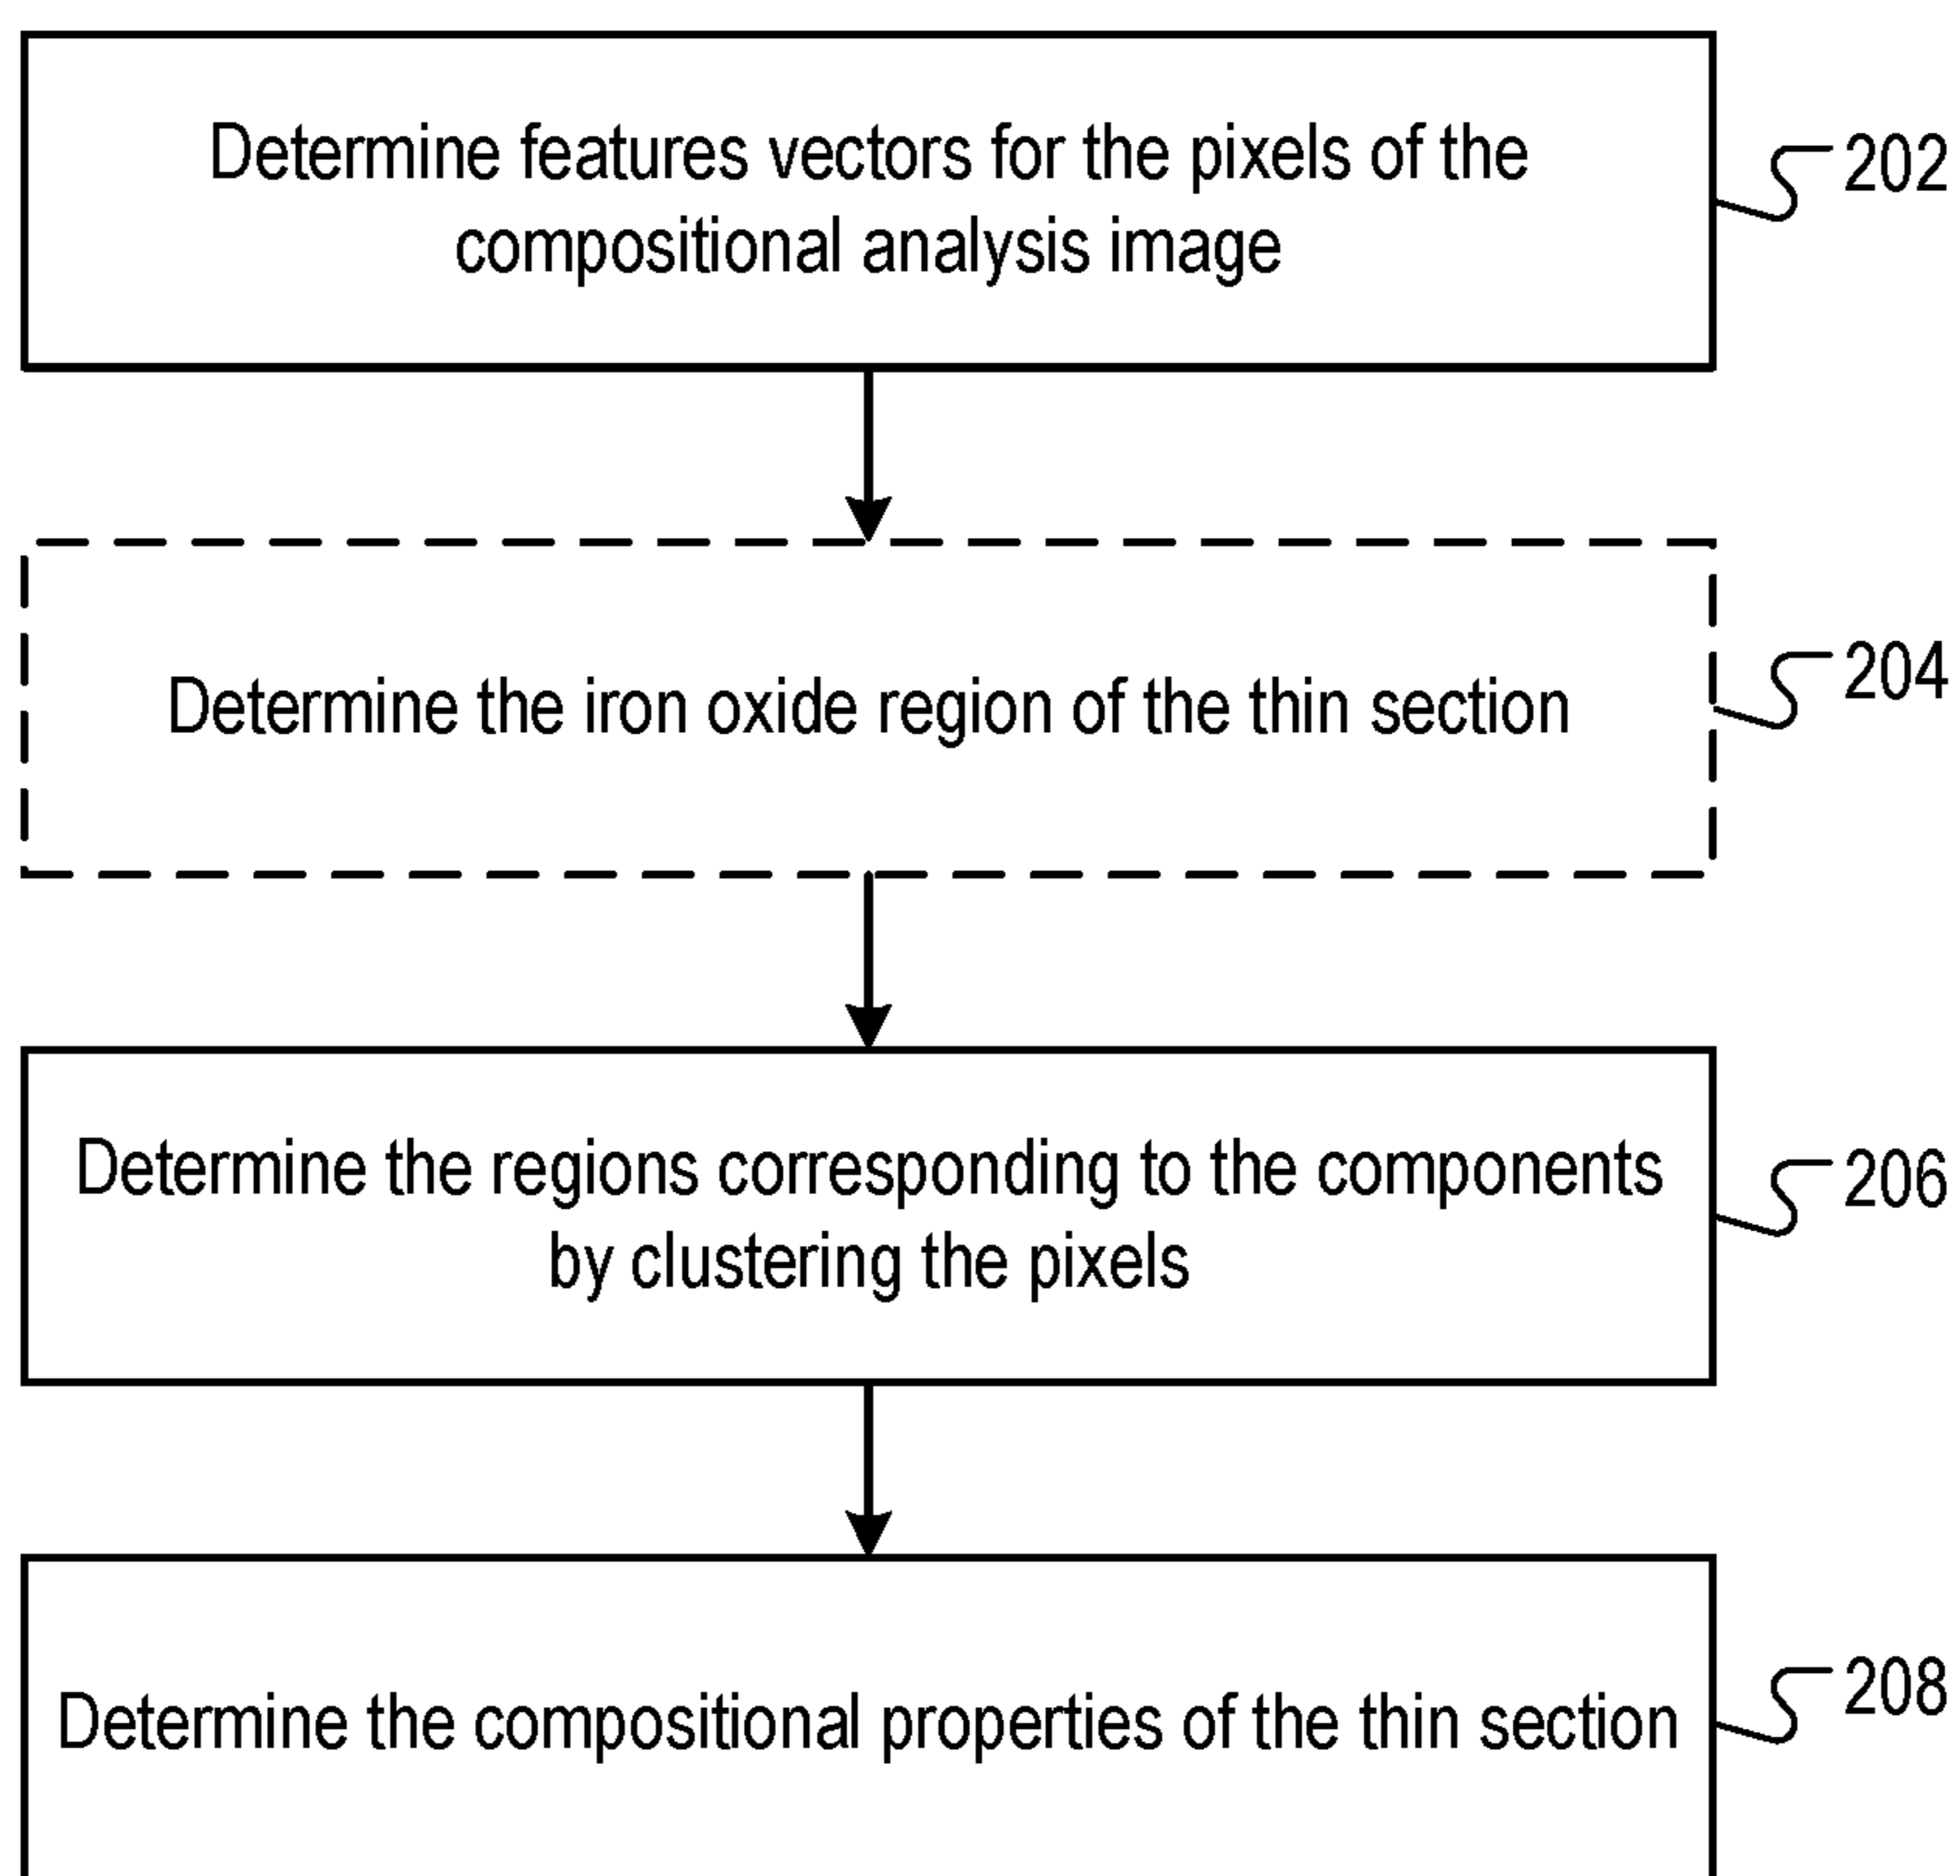 Determine features vectors for the pixels of the
compositional analysis image
202
Determine the iron oxide region of the thin section
204
Determine the regions corresponding to the components
by clustering the pixels
206
Determine the compositional properties of the thin section
208